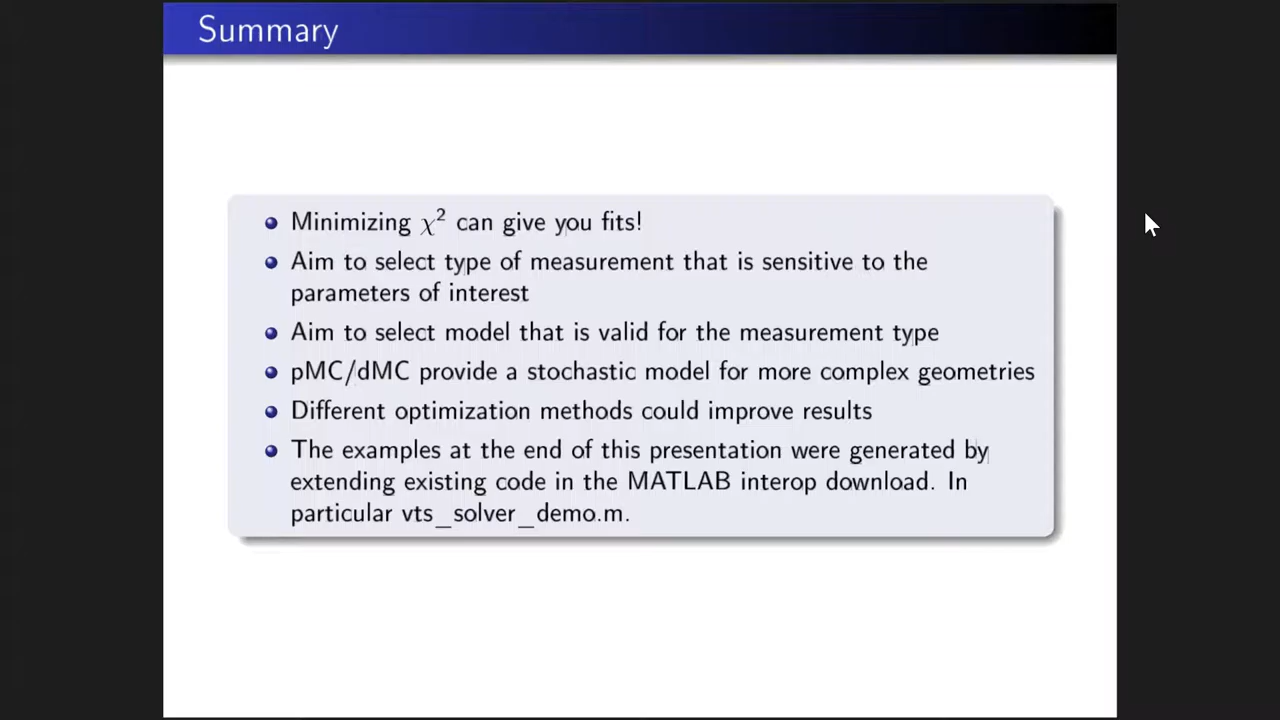 Summary
Minimizing χ² can give you fits!
Aim to select type of measurement that is sensitive to the
parameters of interest
Aim to select model that is valid for the measurement type
pMC/dMC provide a stochastic model for more complex geometries
Different optimization methods could improve results
The examples at the end of this presentation were generated by
extending existing code in the MATLAB interop download. In
particular vts_solver_demo.m.